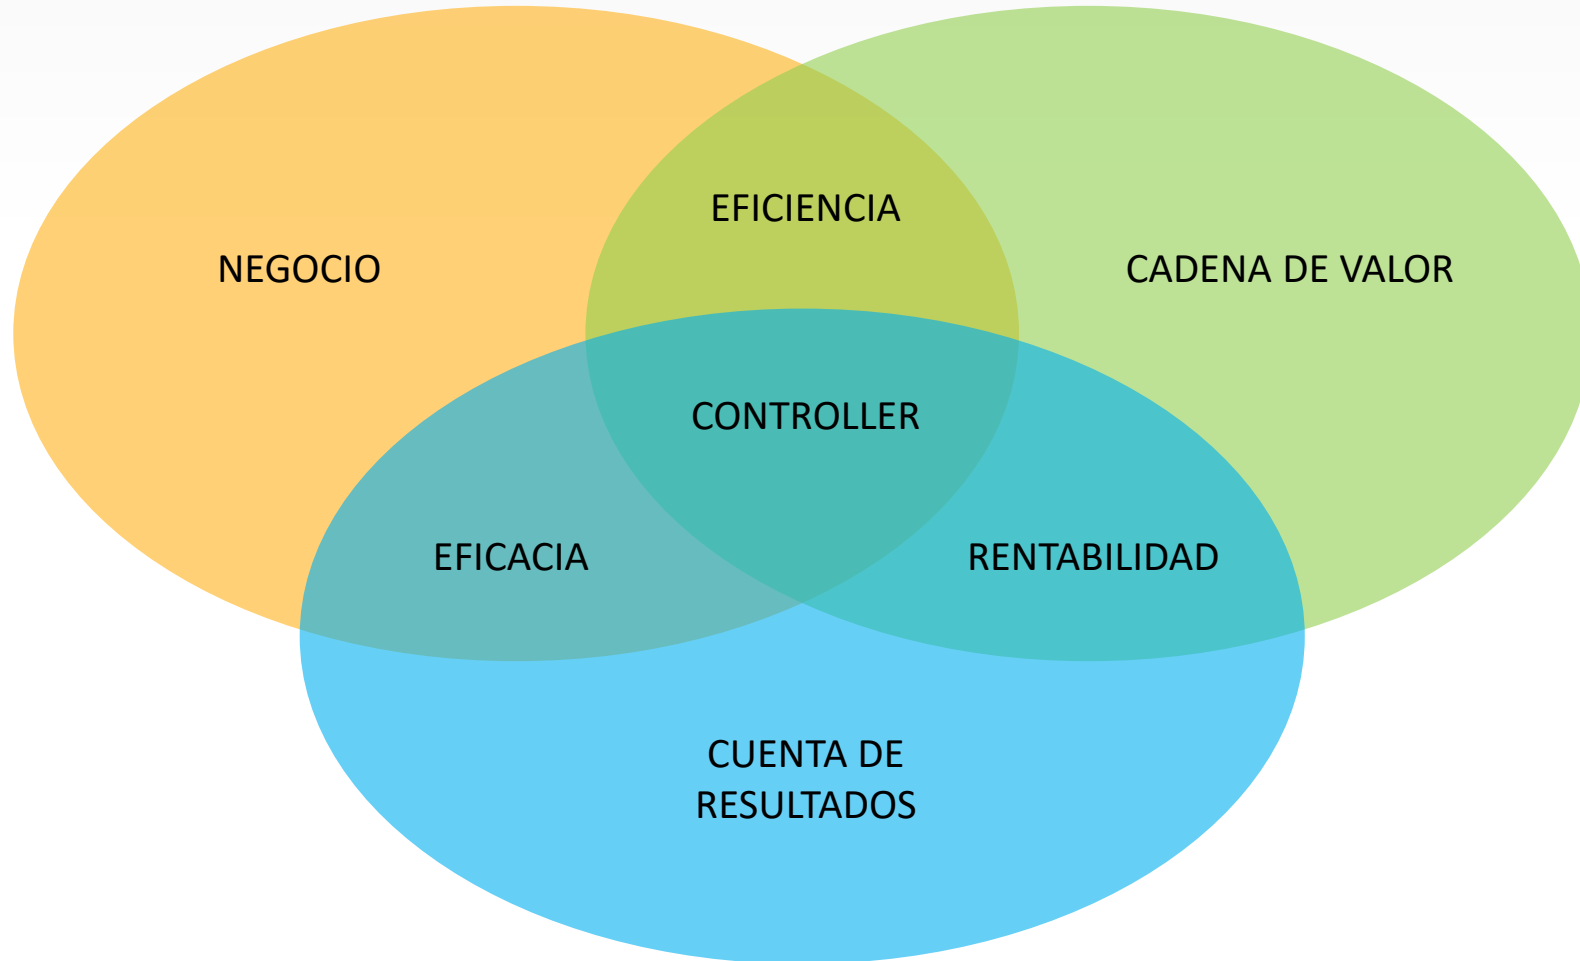 EFICIENCIA
NEGOCIO
CADENA DE VALOR
CONTROLLER
EFICACIA
RENTABILIDAD
CUENTA DE
RESULTADOS